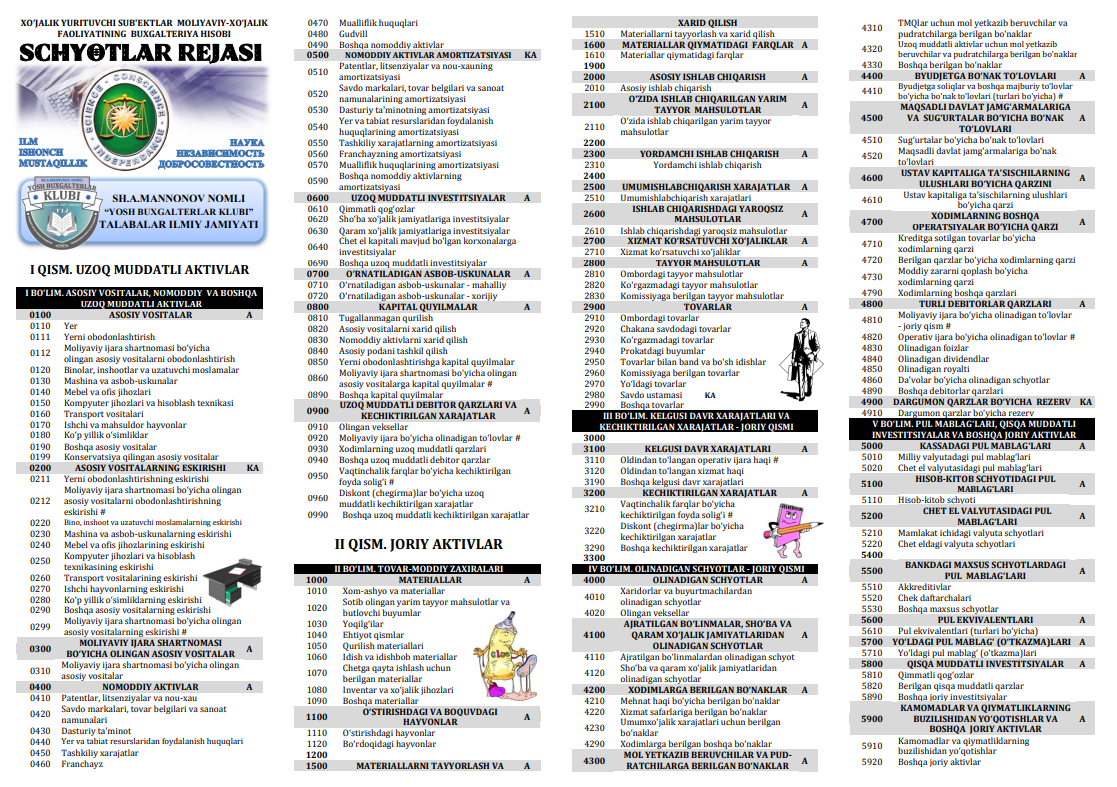 XO'JALIK YURITUVCHI SUB'EKTLAR MOLIYAVIY-XO'JALIK
FAOLIYATINING BUXGALTERIYA HISOBI
SCHYOTLAR REJASI
SCIENCE CONSCIENCE INDEPENDENCE
ILM
ISHONCH
MUSTAQILLIK
НАУКА
НЕЗАВИСИМОСТЬ
ДОБРОСОВЕСТНОСТЬ
SH.A.MANNONOV NOMLI
YOSH BUXGALTERLAR
KLUBI
SH.A.MANNONOV NOMLI
"YOSH BUXGALTERLAR KLUBI"
TALABALAR ILMIY JAMIYATI
I QISM. UZOQ MUDDATLI AKTIVLAR
I BO'LIM. ASOSIY VOSITALAR, NOMODDIY VA BOSHQA
UZOQ MUDDATLI AKTIVLAR
0100 ASOSIY VOSITALAR A
0110 Yer
0111 Yerni obodonlashtirish
0112 Moliyaviy ijara shartnomasi bo'yicha
olingan asosiy vositalarni obodonlashtirish
0120 Binolar, inshootlar va uzatuvchi moslamalar
0130 Mashina va asbob-uskunalar
0140 Mebel va ofis jihozlari
0150 Kompyuter jihozlari va hisoblash texnikasi
0160 Transport vositalari
0170 Ishchi va mahsuldor hayvonlar
0180 Ko'p yillik o'simliklar
0190 Boshqa asosiy vositalar
0199 Konservatsiya qilingan asosiy vositalar
0200 ASOSIY VOSITALARNING ESKIRISHI KA
0211 Yerni obodonlashtirishning eskirishi
0212 Moliyaviy ijara shartnomasi bo'yicha olingan
asosiy vositalarni obodonlashtirishning
eskirishi #
0220 Bino, inshoot va uzatuvchi moslamalarning eskirishi
0230 Mashina va asbob-uskunalarning eskirishi
0240 Mebel va ofis jihozlarining eskirishi
0250 Kompyuter jihozlari va hisoblash
texnikasining eskirishi
0260 Transport vositalarining eskirishi
0270 Ishchi hayvonlarning eskirishi
0280 Ko'p yillik o'simliklarning eskirishi
0290 Boshqa asosiy vositalarning eskirishi
0299 Moliyaviy ijara shartnomasi bo'yicha olingan
asosiy vositalarning eskirishi #
0300 MOLIYAVIY IJARA SHARTNOMASI
BO'YICHA OLINGAN ASOSIY VOSITALAR A
0310 Moliyaviy ijara shartnomasi bo'yicha olingan
asosiy vositalar
0400 NOMODDIY AKTIVLAR A
0410 Patentlar, litsenziyalar va nou-xau
0420 Savdo markalari, tovar belgilari va sanoat
namunalari
0430 Dasturiy ta'minot
0440 Yer va tabiat resurslaridan foydalanish huquqlari
0450 Tashkiliy xarajatlar
0460 Franchayz
0470 Mualliflik huquqlari
0480 Gudvill
0490 Boshqa nomoddiy aktivlar
0500 NOMODDIY AKTIVLAR AMORTIZATSIYASI KA
0510 Patentlar, litsenziyalar va nou-xauning
amortizatsiyasi
0520 Savdo markalari, tovar belgilari va sanoat
namunalarining amortizatsiyasi
0530 Dasturiy ta'minotning amortizatsiyasi
0540 Yer va tabiat resurslaridan foydalanish
huquqlarining amortizatsiyasi
0550 Tashkiliy xarajatlarning amortizatsiyasi
0560 Franchayzning amortizatsiyasi
0570 Mualliflik huquqlarining amortizatsiyasi
0590 Boshqa nomoddiy aktivlarning
amortizatsiyasi
0600 UZOQ MUDDATLI INVESTITSIYALAR A
0610 Qimmatli qog'ozlar
0620 Sho'ba xo'jalik jamiyatlariga investitsiyalar
0630 Qaram xo'jalik jamiyatlariga investitsiyalar
0640 Chet el kapitali mavjud bo'lgan korxonalarga
investitsiyalar
0690 Boshqa uzoq muddatli investitsiyalar
0700 O'RNATILADIGAN ASBOB-USKUNALAR A
0710 O'rnatiladigan asbob-uskunalar - mahalliy
0720 O'rnatiladigan asbob-uskunalar - xorijiy
0800 KAPITAL QUYILMALAR A
0810 Tugallanmagan qurilish
0820 Asosiy vositalarni xarid qilish
0830 Nomoddiy aktivlarni xarid qilish
0840 Asosiy podani tashkil qilish
0850 Yerni obodonlashtirishga kapital quyilmalar
0860 Moliyaviy ijara shartnomasi bo'yicha olingan
asosiy vositalarga kapital quyilmalar #
0890 Boshqa kapital quyilmalar
0900 UZOQ MUDDATLI DEBITOR QARZLARI VA
KECHIKTIRILGAN XARAJATLAR A
0910 Olingan veksellar
0920 Moliyaviy ijara bo'yicha olinadigan to'lovlar #
0930 Xodimlarning uzoq muddatli qarzlari
0940 Boshqa uzoq muddatli debitor qarzlari
0950 Vaqtinchalik farqlar bo'yicha kechiktirilgan
foyda solig'i #
0960 Diskont (chegirma)lar bo'yicha uzoq
muddatli kechiktirilgan xarajatlar
0990 Boshqa uzoq muddatli kechiktirilgan xarajatlar
II QISM. JORIY AKTIVLAR
II BO'LIM. TOVAR-MODDIY ZAXIRALARI
1000 MATERIALLAR A
1010 Xom-ashyo va materiallar
1020 Sotib olingan yarim tayyor mahsulotlar va
butlovchi buyumlar
1030 Yoqilg'ilar
1040 Ehtiyot qismlar
1050 Qurilish materiallari
1060 Idish va idishbob materiallar
1070 Chetga qayta ishlash uchun
berilgan materiallar
1080 Inventar va xo'jalik jihozlari
1090 Boshqa materiallar
1100 O'STIRISHDAGI VA BOQUVDAGI
HAYVONLAR A
1110 O'stirishdagi hayvonlar
1120 Bo'rdoqidagi hayvonlar
1200
1500 MATERIALLARNI TAYYORLASH VA A
XARID QILISH
1510 Materiallarni tayyorlash va xarid qilish
1600 MATERIALLAR QIYMATIDAGI FARQLAR A
1610 Materiallar qiymatidagi farqlar
1900
2000 ASOSIY ISHLAB CHIQARISH A
2010 Asosiy ishlab chiqarish
2100 O'ZIDA ISHLAB CHIQARILGAN YARIM
TAYYOR MAHSULOTLAR A
2110 O'zida ishlab chiqarilgan yarim tayyor
mahsulotlar
2200
2300 YORDAMCHI ISHLAB CHIQARISH A
2310 Yordamchi ishlab chiqarish
2400
2500 UMUMISHLABCHIQARISH XARAJATLAR A
2510 Umumishlabchiqarish xarajatlari
2600 ISHLAB CHIQARISHDAGI YAROQSIZ
MAHSULOTLAR A
2610 Ishlab chiqarishdagi yaroqsiz mahsulotlar
2700 XIZMAT KO'RSATUVCHI XO'JALIKLAR A
2710 Xizmat ko'rsatuvchi xo'jaliklar
2800 TAYYOR MAHSULOTLAR A
2810 Ombordagi tayyor mahsulotlar
2820 Ko'rgazmadagi tayyor mahsulotlar
2830 Komissiyaga berilgan tayyor mahsulotlar
2900 TOVARLAR A
2910 Ombordagi tovarlar
2920 Chakana savdodagi tovarlar
2930 Ko'rgazmadagi tovarlar
2940 Prokatdagi buyumlar
2950 Tovarlar bilan band va bo'sh idishlar
2960 Komissiyaga berilgan tovarlar
2970 Yo'ldagi tovarlar
2980 Savdo ustamasi KA
2990 Boshqa tovarlar
III BO'LIM. KELGUSI DAVR XARAJATLARI VA
KECHIKTIRILGAN XARAJATLAR - JORIY QISMI
3000
3100 KELGUSI DAVR XARAJATLARI A
3110 Oldindan to'langan operativ ijara haqi #
3120 Oldindan to'langan xizmat haqi
3190 Boshqa kelgusi davr xarajatlari
3200 KECHIKTIRILGAN XARAJATLAR A
3210 Vaqtinchalik farqlar bo'yicha
kechiktirilgan foyda solig'i #
3220 Diskont (chegirma)lar bo'yicha
kechiktirilgan xarajatlar
3290 Boshqa kechiktirilgan xarajatlar
3300
IV BO'LIM. OLINADIGAN SCHYOTLAR - JORIY QISMI
4000 OLINADIGAN SCHYOTLAR A
4010 Xaridorlar va buyurtmachilardan
olinadigan schyotlar
4020 Olingan veksellar
4100 AJRATILGAN BO'LINMALAR, SHO'BA VA
QARAM XO'JALIK JAMIYATLARIDAN
OLINADIGAN SCHYOTLAR A
4110 Ajratilgan bo'linmalardan olinadigan schyot
4120 Sho'ba va qaram xo'jalik jamiyatlaridan
olinadigan schyotlar
4200 XODIMLARGA BERILGAN BO'NAKLAR A
4210 Mehnat haqi bo'yicha berilgan bo'naklar
4220 Xizmat safarlariga berilgan bo'naklar
4230 Umumxo'jalik xarajatlari uchun berilgan
bo'naklar
4290 Xodimlarga berilgan boshqa bo'naklar
4300 MOL YETKAZIB BERUVCHILAR VA PUD-
RATCHILARGA BERILGAN BO'NAKLAR A
4310 TMQlar uchun mol yetkazib beruvchilar va
pudratchilarga berilgan bo'naklar
4320 Uzoq muddatli aktivlar uchun mol yetkazib
beruvchilar va pudratchilarga berilgan bo'naklar
4330 Boshqa berilgan bo'naklar
4400 BYUDJETGA BO'NAK TO'LOVLARI A
4410 Byudjetga soliqlar va boshqa majburiy to'lovlar
bo'yicha bo'nak to'lovlari (turlari bo'yicha) #
4500 MAQSADLI DAVLAT JAMG'ARMALARIGA
VA SUG'URTALAR BO'YICHA BO'NAK
TO'LOVLARI A
4510 Sug'urtalar bo'yicha bo'nak to'lovlari
4520 Maqsadli davlat jamg'armalariga bo'nak
to'lovlari
4600 USTAV KAPITALIGA TA'SISCHILARNING
ULUSHLARI BO'YICHA QARZINI A
4610 Ustav kapitaliga ta'sischilarning ulushlari
bo'yicha qarzi
4700 XODIMLARNING BOSHQA
OPERATSIYALAR BO'YICHA QARZI A
4710 Kreditga sotilgan tovarlar bo'yicha
xodimlarning qarzi
4720 Berilgan qarzlar bo'yicha xodimlarning qarzi
4730 Moddiy zararni qoplash bo'yicha
xodimlarning qarzi
4790 Xodimlarning boshqa qarzlari
4800 TURLI DEBITORLAR QARZLARI A
4810 Moliyaviy ijara bo'yicha olinadigan to'lovlar
- joriy qism #
4820 Operativ ijara bo'yicha olinadigan to'lovlar #
4830 Olinadigan foizlar
4840 Olinadigan dividendlar
4850 Olinadigan royalti
4860 Da'volar bo'yicha olinadigan schyotlar
4890 Boshqa debitorlar qarzlari
4900 DARGUMON QARZLAR BO'YICHA REZERV KA
4910 Dargumon qarzlar bo'yicha rezerv
V BO'LIM. PUL MABLAG'LARI, QISQA MUDDATLI
INVESTITSIYALAR VA BOSHQA JORIY AKTIVLAR
5000 KASSADAGI PUL MABLAG'LARI A
5010 Milliy valyutadagi pul mablag'lari
5020 Chet el valyutasidagi pul mablag'lari
5100 HISOB-KITOB SCHYOTIDAGI PUL
MABLAG'LARI A
5110 Hisob-kitob schyoti
5200 CHET EL VALYUTASIDAGI PUL
MABLAG'LARI A
5210 Mamlakat ichidagi valyuta schyotlari
5220 Chet eldagi valyuta schyotlari
5400
5500 BANKDAGI MAXSUS SCHYOTLARDAGI
PUL MABLAG'LARI A
5510 Akkreditivlar
5520 Chek daftarchalari
5530 Boshqa maxsus schyotlar
5600 PUL EKVIVALENTLARI A
5610 Pul ekvivalentlari (turlari bo'yicha)
5700 YO'LDAGI PUL MABLAG' (O'TKAZMA)LARI A
5710 Yo'ldagi pul mablag' (o'tkazma)lari
5800 QISQA MUDDATLI INVESTITSIYALAR A
5810 Qimmatli qog'ozlar
5820 Berilgan qisqa muddatli qarzlar
5890 Boshqa joriy investitsiyalar
5900 KAMOMADLAR VA QIYMATLIKLARNING
BUZILISHIDAN YO'QOTISHLAR VA
BOSHQA JORIY AKTIVLAR A
5910 Kamomadlar va qiymatliklarning
buzilishidan yo'qotishlar
5920 Boshqa joriy aktivlar